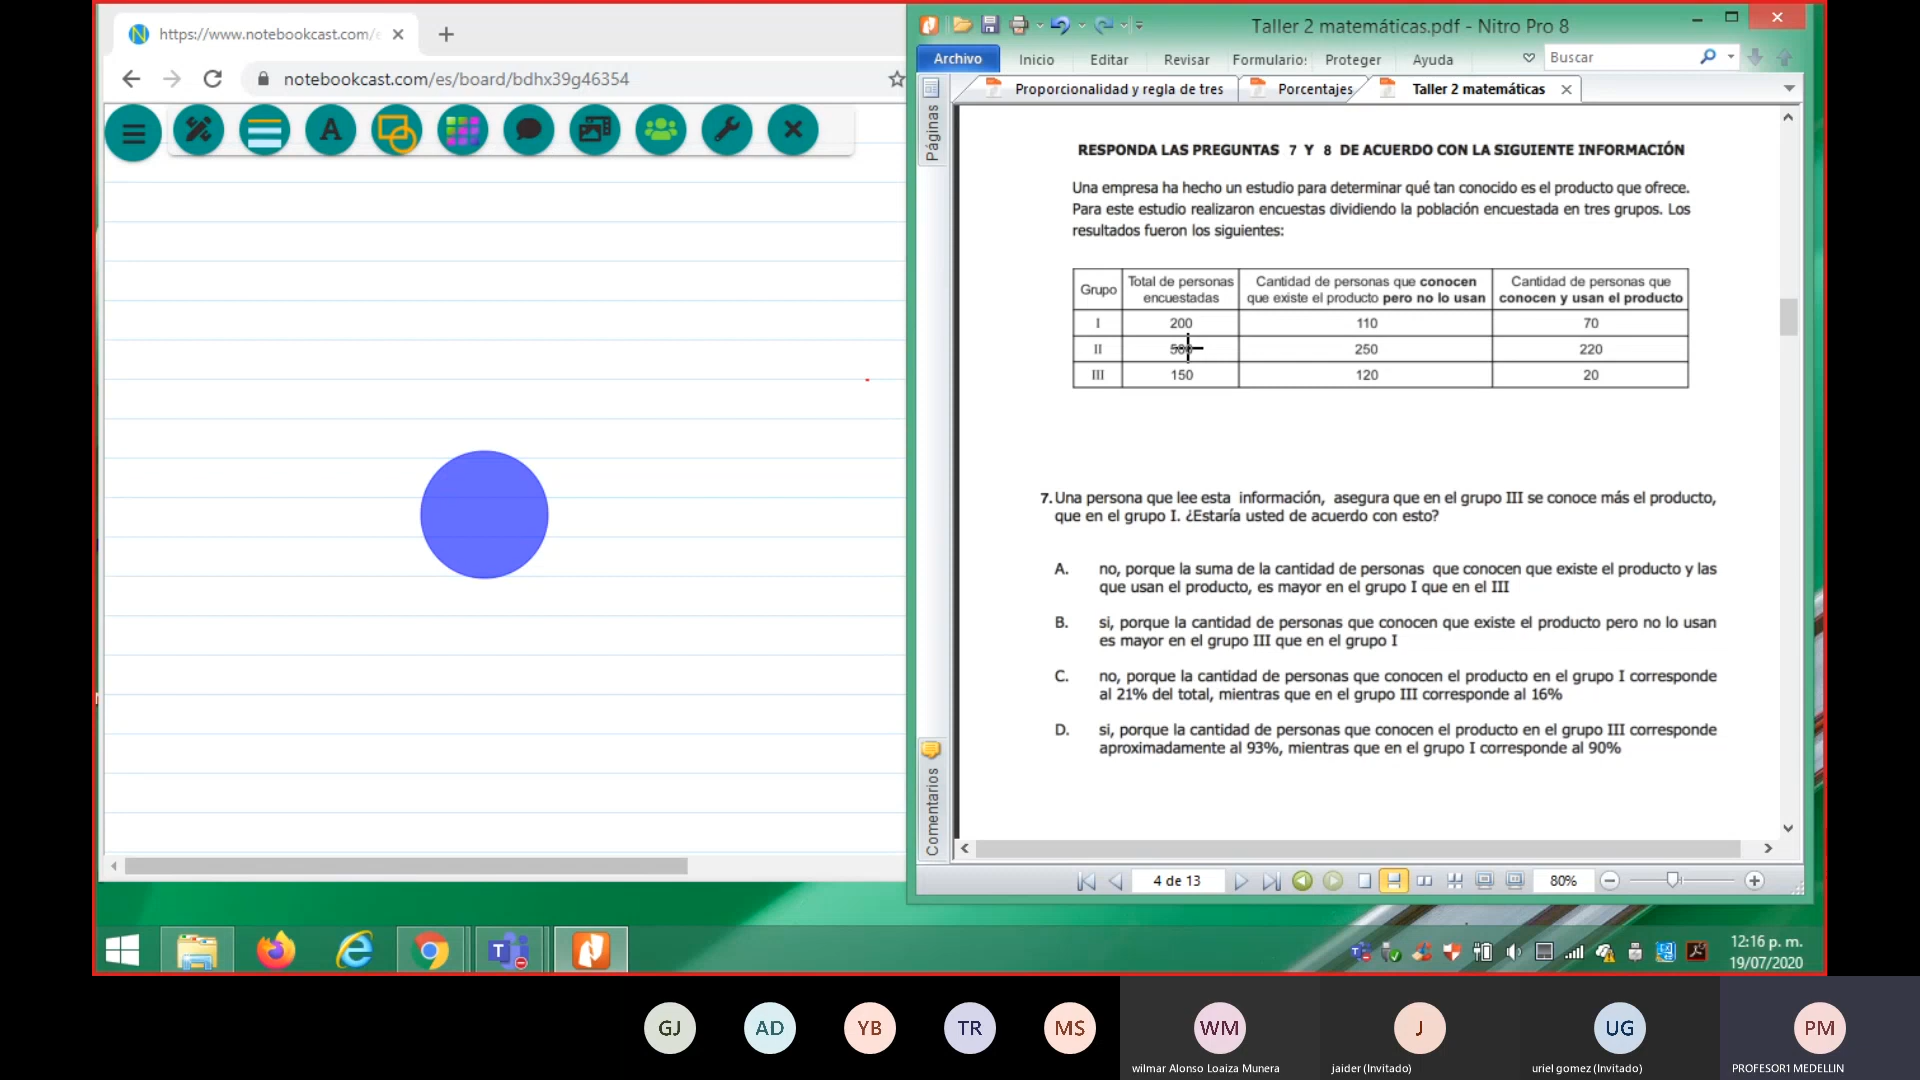 https://www.notebookcast.com/e
notebookcast.com/es/board/bdhx39g46354
A
Taller 2 matemáticas.pdf - Nitro Pro 8
Archivo Inicio Editar Revisar Formularios Proteger Ayuda Buscar
Proporcionalidad y regla de tres Porcentajes Taller 2 matemáticas
Páginas
Comentarios
RESPONDA LAS PREGUNTAS 7 Y 8 DE ACUERDO CON LA SIGUIENTE INFORMACIÓN
Una empresa ha hecho un estudio para determinar qué tan conocido es el producto que ofrece.
Para este estudio realizaron encuestas dividiendo la población encuestada en tres grupos. Los
resultados fueron los siguientes:
Grupo Total de personas encuestadas Cantidad de personas que conocen que existe el producto pero no lo usan Cantidad de personas que conocen y usan el producto
I 200 110 70
II 500 250 220
III 150 120 20
7. Una persona que lee esta información, asegura que en el grupo III se conoce más el producto,
que en el grupo I. ¿Estaría usted de acuerdo con esto?
A. no, porque la suma de la cantidad de personas que conocen que existe el producto y las
que usan el producto, es mayor en el grupo I que en el III
B. si, porque la cantidad de personas que conocen que existe el producto pero no lo usan
es mayor en el grupo III que en el grupo I
C. no, porque la cantidad de personas que conocen el producto en el grupo I corresponde
al 21% del total, mientras que en el grupo III corresponde al 16%
D. si, porque la cantidad de personas que conocen el producto en el grupo III corresponde
aproximadamente al 93%, mientras que en el grupo I corresponde al 90%
4 de 13 80%
12:16 p. m.
19/07/2020
GJ AD YB TR MS WM J UG PM
wilmar Alonso Loaiza Munera jaider (Invitado) uriel gomez (Invitado) PROFESOR1 MEDELLIN